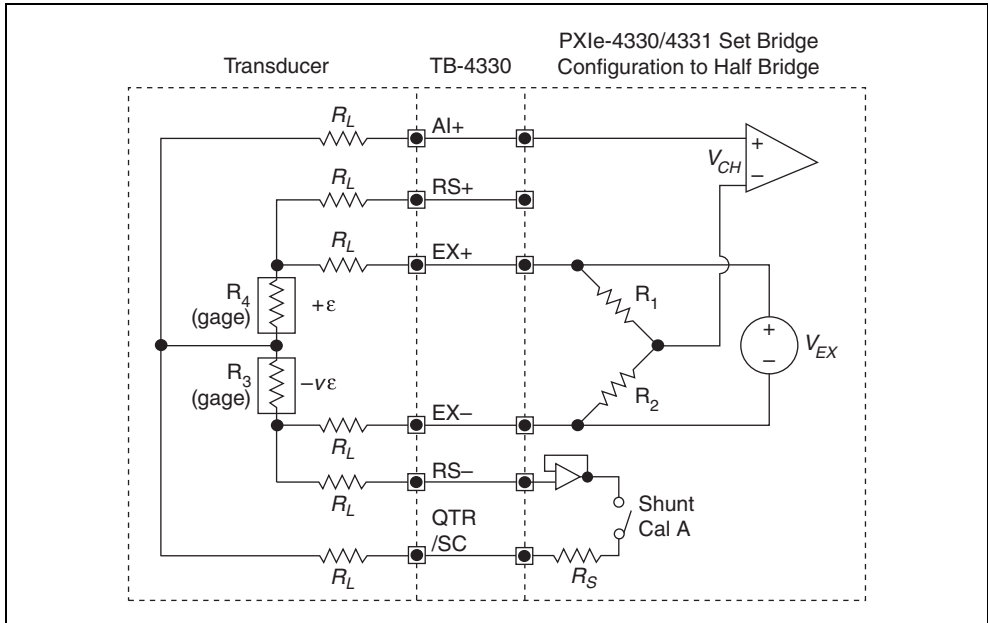 PXIe-4330/4331 Set Bridge
Configuration to Half Bridge
Transducer
TB-4330
R_L
AI+
+
V_CH
–
R_L
RS+
R_L
EX+
R_4
(gage)
+ε
R_1
+
V_EX
–
R_3
(gage)
–vε
R_2
EX–
R_L
RS–
R_L
Shunt
Cal A
QTR
/SC
R_L
R_S